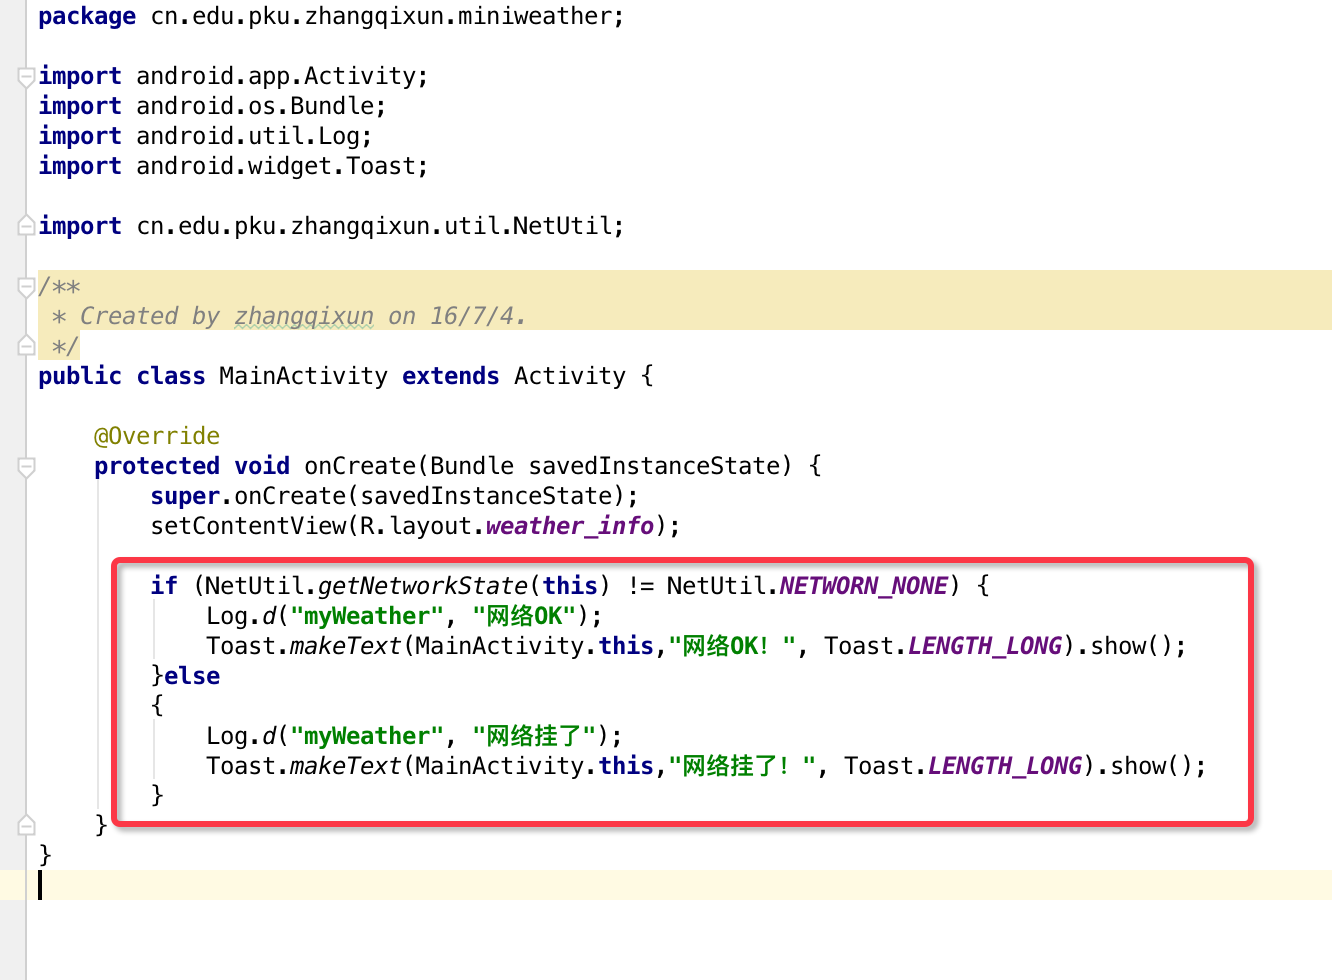 package cn.edu.pku.zhangqixun.miniweather;
import android.app.Activity;
import android.os.Bundle;
import android.util.Log;
import android.widget.Toast;
import cn.edu.pku.zhangqixun.util.NetUtil;
/**
 * Created by zhangqixun on 16/7/4.
 */
public class MainActivity extends Activity {
    @Override
    protected void onCreate(Bundle savedInstanceState) {
        super.onCreate(savedInstanceState);
        setContentView(R.layout.weather_info);
        if (NetUtil.getNetworkState(this) != NetUtil.NETWORN_NONE) {
            Log.d("myWeather", "网络OK");
            Toast.makeText(MainActivity.this,"网络OK！", Toast.LENGTH_LONG).show();
        }else
        {
            Log.d("myWeather", "网络挂了");
            Toast.makeText(MainActivity.this,"网络挂了！", Toast.LENGTH_LONG).show();
        }
    }
}